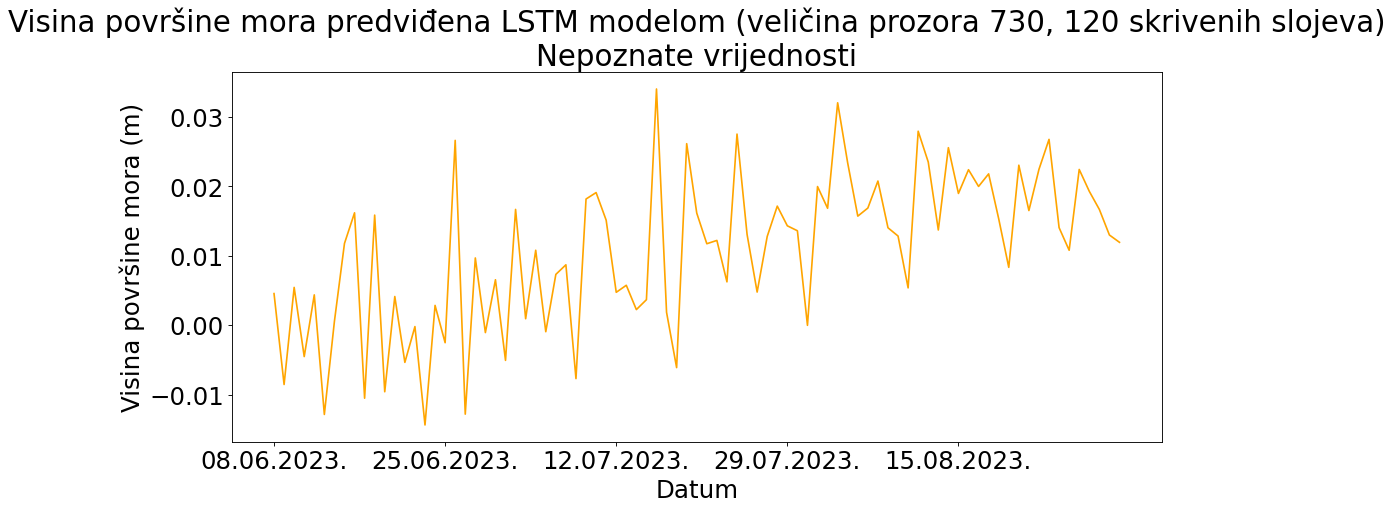 Visina površine mora predviđena LSTM modelom (veličina prozora 730, 120 skrivenih slojeva)
Nepoznate vrijednosti
Visina površine mora (m)
0.03
0.02
0.01
0.00
−0.01
08.06.2023.
25.06.2023.
12.07.2023.
29.07.2023.
15.08.2023.
Datum